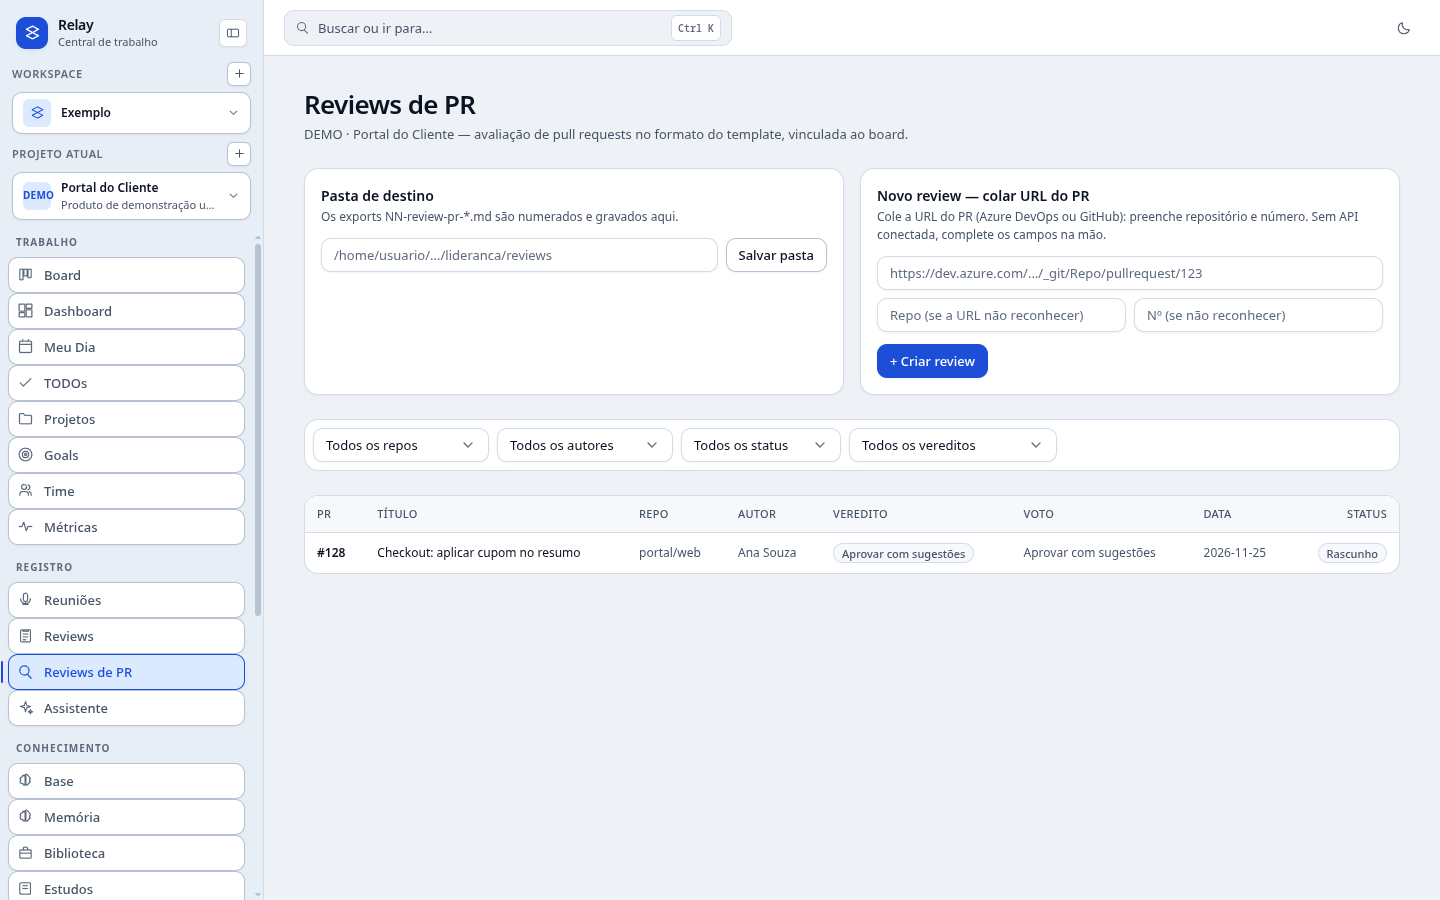 Relay
Central de trabalho
WORKSPACE
+
Exemplo
PROJETO ATUAL
+
DEMO
Portal do Cliente
Produto de demonstração u...
TRABALHO
Board
Dashboard
Meu Dia
TODOs
Projetos
Goals
Time
Métricas
REGISTRO
Reuniões
Reviews
Reviews de PR
Assistente
CONHECIMENTO
Base
Memória
Biblioteca
Estudos
Buscar ou ir para...
Ctrl K
Reviews de PR
DEMO · Portal do Cliente — avaliação de pull requests no formato do template, vinculada ao board.
Pasta de destino
Os exports NN-review-pr-*.md são numerados e gravados aqui.
/home/usuario/.../lideranca/reviews
Salvar pasta
Novo review — colar URL do PR
Cole a URL do PR (Azure DevOps ou GitHub): preenche repositório e número. Sem API
conectada, complete os campos na mão.
https://dev.azure.com/.../_git/Repo/pullrequest/123
Repo (se a URL não reconhecer)
Nº (se não reconhecer)
+ Criar review
Todos os repos
Todos os autores
Todos os status
Todos os vereditos
PR TÍTULO REPO AUTOR VEREDITO VOTO DATA STATUS
#128 Checkout: aplicar cupom no resumo portal/web Ana Souza Aprovar com sugestões Aprovar com sugestões 2026-11-25 Rascunho